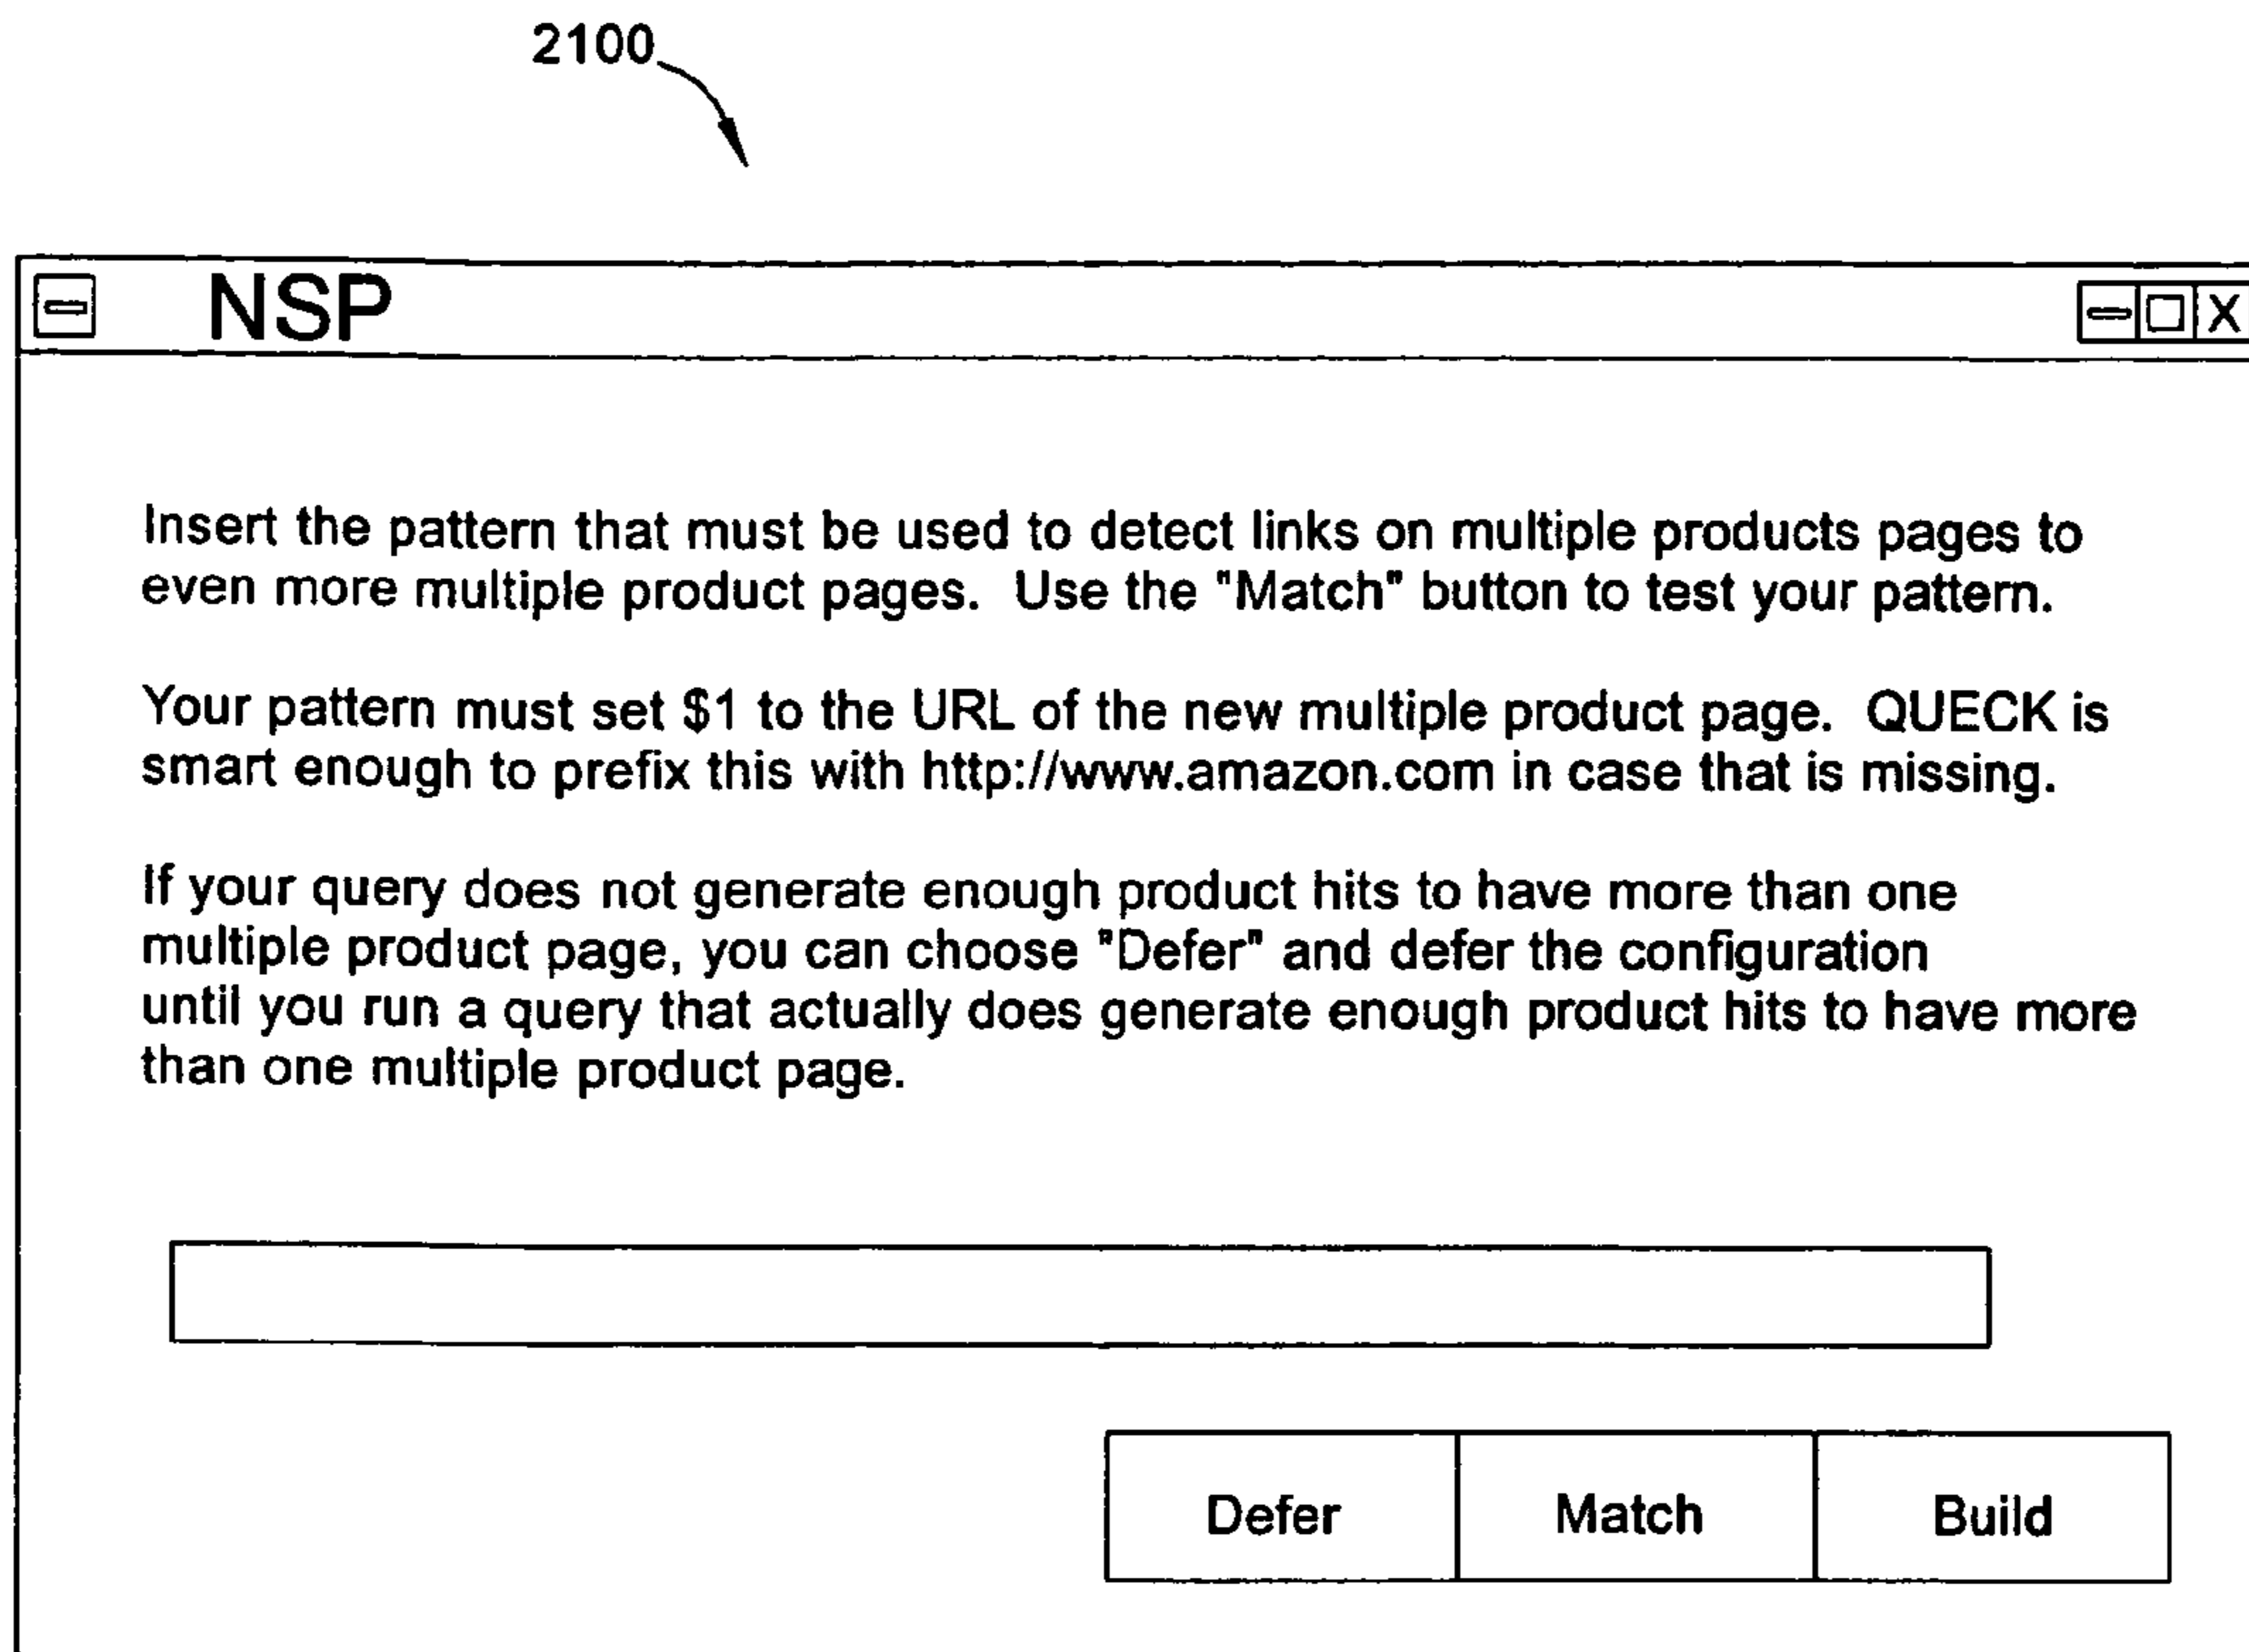 2100
NSP
X
Insert the pattern that must be used to detect links on multiple products pages to
even more multiple product pages.  Use the "Match" button to test your pattern.
Your pattern must set $1 to the URL of the new multiple product page.  QUECK is
smart enough to prefix this with http://www.amazon.com in case that is missing.
If your query does not generate enough product hits to have more than one
multiple product page, you can choose "Defer" and defer the configuration
until you run a query that actually does generate enough product hits to have more
than one multiple product page.
Defer Match Build